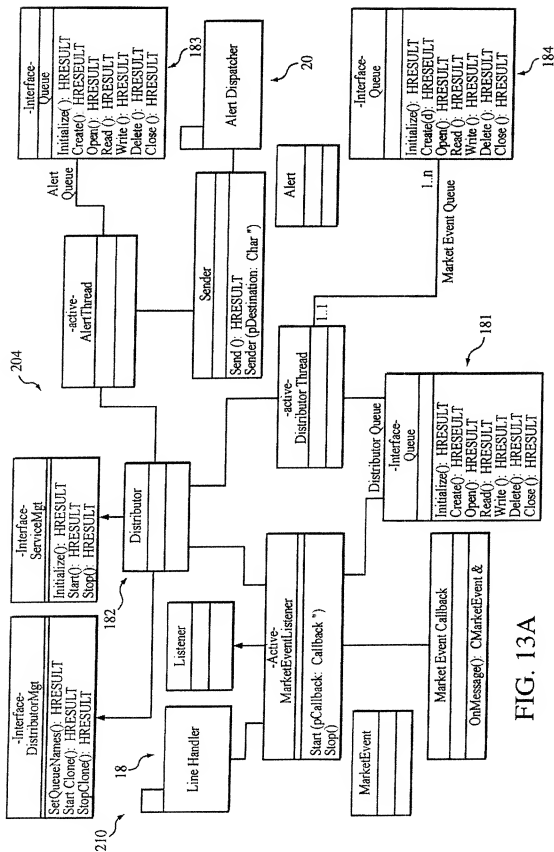 210
-Interface-
DistributorMgt
SetQueueNames(): HRESULT
Start Clone(): HRESULT
StopClone(): HRESULT
-Interface-
ServiceMgt
Initialize(): HRESULT
Start(): HRESULT
Stop(): HRESULT
204
-active-
AlertThread
Alert
Queue
-Interface-
Queue
Initialize(): HRESULT
Create(): HRESEULT
Open(): HRESULT
Read (): HRESULT
Write (): HRESULT
Delete (): HRESULT
Close (): HRESULT
183
182
Distributor
18
Line Handler
Listener
Sender
Send (): HRESULT
Sender (pDestination: Char *)
Alert Dispatcher
20
-Active-
MarketEventListener
Start (pCallback: Callback *)
Stop()
-active-
Distributor Thread
1..1
Alert
MarketEvent
Market Event Callback
OnMessage(): CMarketEvent &
Distributor Queue
-Interface-
Queue
Initialize(): HRESULT
Create(): HRESEULT
Open(): HRESULT
Read(): HRESULT
Write (): HRESULT
Delete(): HRESULT
Close (): HRESULT
181
Market Event Queue
1..n
-Interface-
Queue
Initialize(): HRESULT
Create(d): HRESEULT
Open(): HRESULT
Read (): HRESULT
Write (): HRESULT
Delete (): HRESULT
Close (): HRESULT
184
FIG. 13A